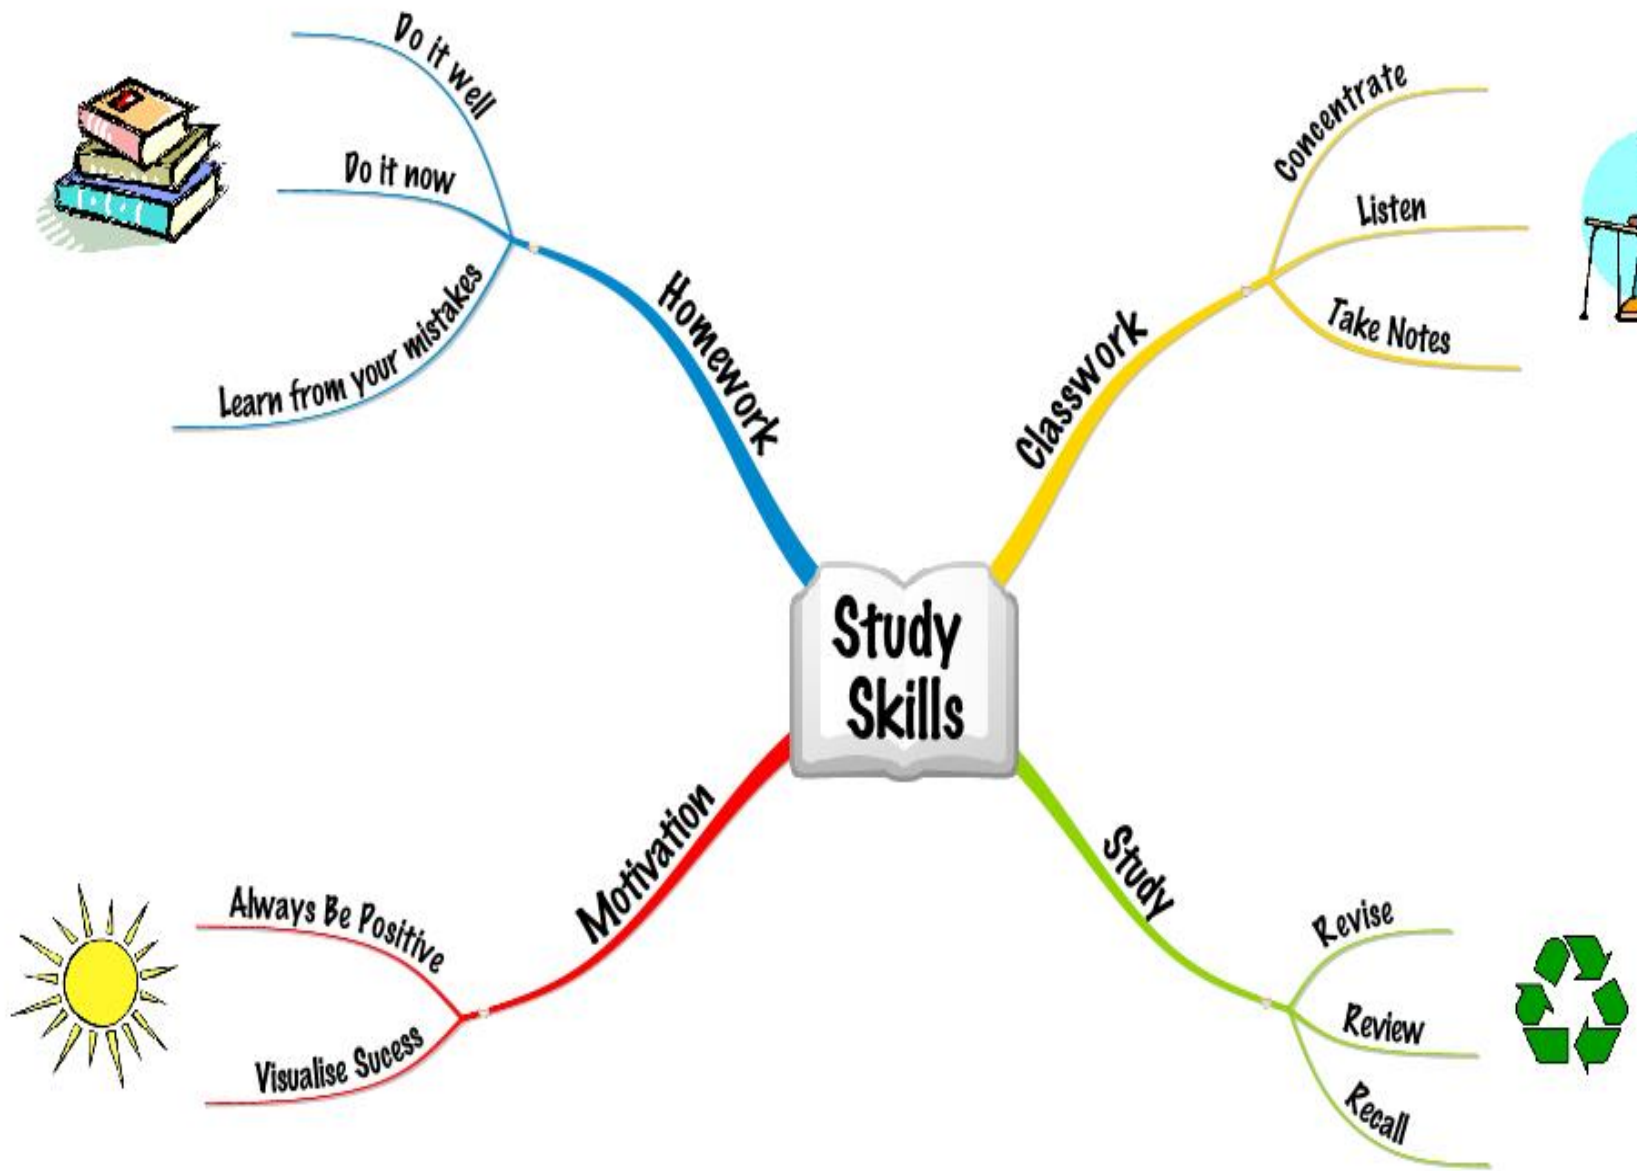 Study
Skills
Homework
Do it well
Do it now
Learn from your mistakes
Classwork
Concentrate
Listen
Take Notes
Motivation
Always Be Positive
Visualise Sucess
Study
Revise
Review
Recall